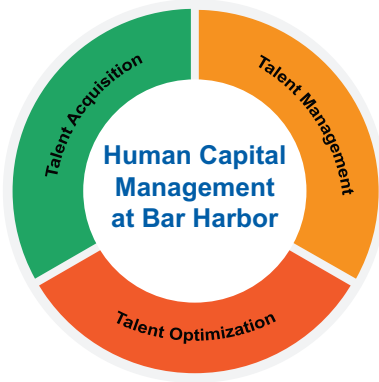 Talent Acquisition
Talent Management
Human Capital
Management
at Bar Harbor
Talent Optimization